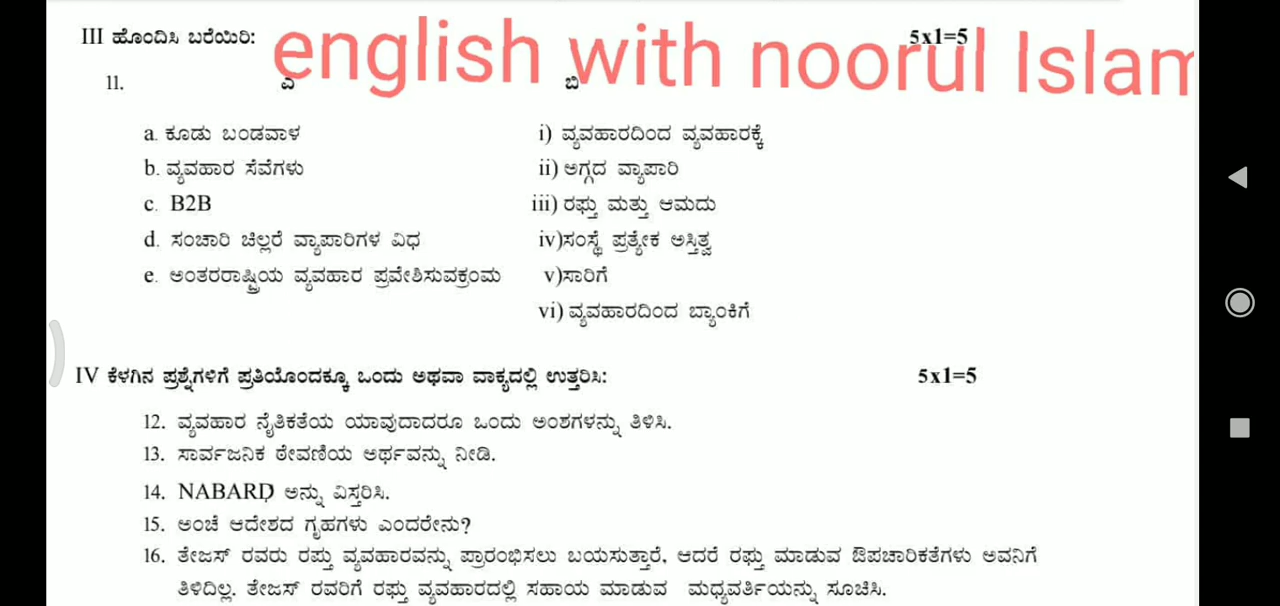 III ಹೊಂದಿಸಿ ಬರೆಯಿರಿ: 5x1=5
english with noorul Islam
11. ಎ ಬಿ
a. ಕೂಡು ಬಂಡವಾಳ i) ವ್ಯವಹಾರದಿಂದ ವ್ಯವಹಾರಕ್ಕೆ
b. ವ್ಯವಹಾರ ಸೆವೆಗಳು ii) ಅಗ್ಗದ ವ್ಯಾಪಾರಿ
c. B2B iii) ರಫ್ತು ಮತ್ತು ಆಮದು
d. ಸಂಚಾರಿ ಚಿಲ್ಲರೆ ವ್ಯಾಪಾರಿಗಳ ವಿಧ iv)ಸಂಸ್ಥೆ ಪ್ರತ್ಯೇಕ ಅಸ್ತಿತ್ವ
e. ಅಂತರರಾಷ್ಟ್ರಿಯ ವ್ಯವಹಾರ ಪ್ರವೇಶಿಸುವಕ್ರಂಮ v)ಸಾರಿಗೆ
vi) ವ್ಯವಹಾರದಿಂದ ಬ್ಯಾಂಕಿಗೆ
IV ಕೆಳಗಿನ ಪ್ರಶ್ನೆಗಳಿಗೆ ಪ್ರತಿಯೊಂದಕ್ಕೂ ಒಂದು ಅಥವಾ ವಾಕ್ಯದಲ್ಲಿ ಉತ್ತರಿಸಿ: 5x1=5
12. ವ್ಯವಹಾರ ನೈತಿಕತೆಯ ಯಾವುದಾದರೂ ಒಂದು ಅಂಶಗಳನ್ನು ತಿಳಿಸಿ.
13. ಸಾರ್ವಜನಿಕ ಠೇವಣಿಯ ಅರ್ಥವನ್ನು ನೀಡಿ.
14. NABARD ಅನ್ನು ವಿಸ್ತರಿಸಿ.
15. ಅಂಚೆ ಆದೇಶದ ಗೃಹಗಳು ಎಂದರೇನು?
16. ತೇಜಸ್ ರವರು ರಪ್ತು ವ್ಯವಹಾರವನ್ನು ಪ್ರಾರಂಭಿಸಲು ಬಯಸುತ್ತಾರೆ, ಆದರೆ ರಫ್ತು ಮಾಡುವ ಔಪಚಾರಿಕತೆಗಳು ಅವನಿಗೆ
ತಿಳಿದಿಲ್ಲ. ತೇಜಸ್ ರವರಿಗೆ ರಫ್ತು ವ್ಯವಹಾರದಲ್ಲಿ ಸಹಾಯ ಮಾಡುವ ಮಧ್ಯವರ್ತಿಯನ್ನು ಸೂಚಿಸಿ.